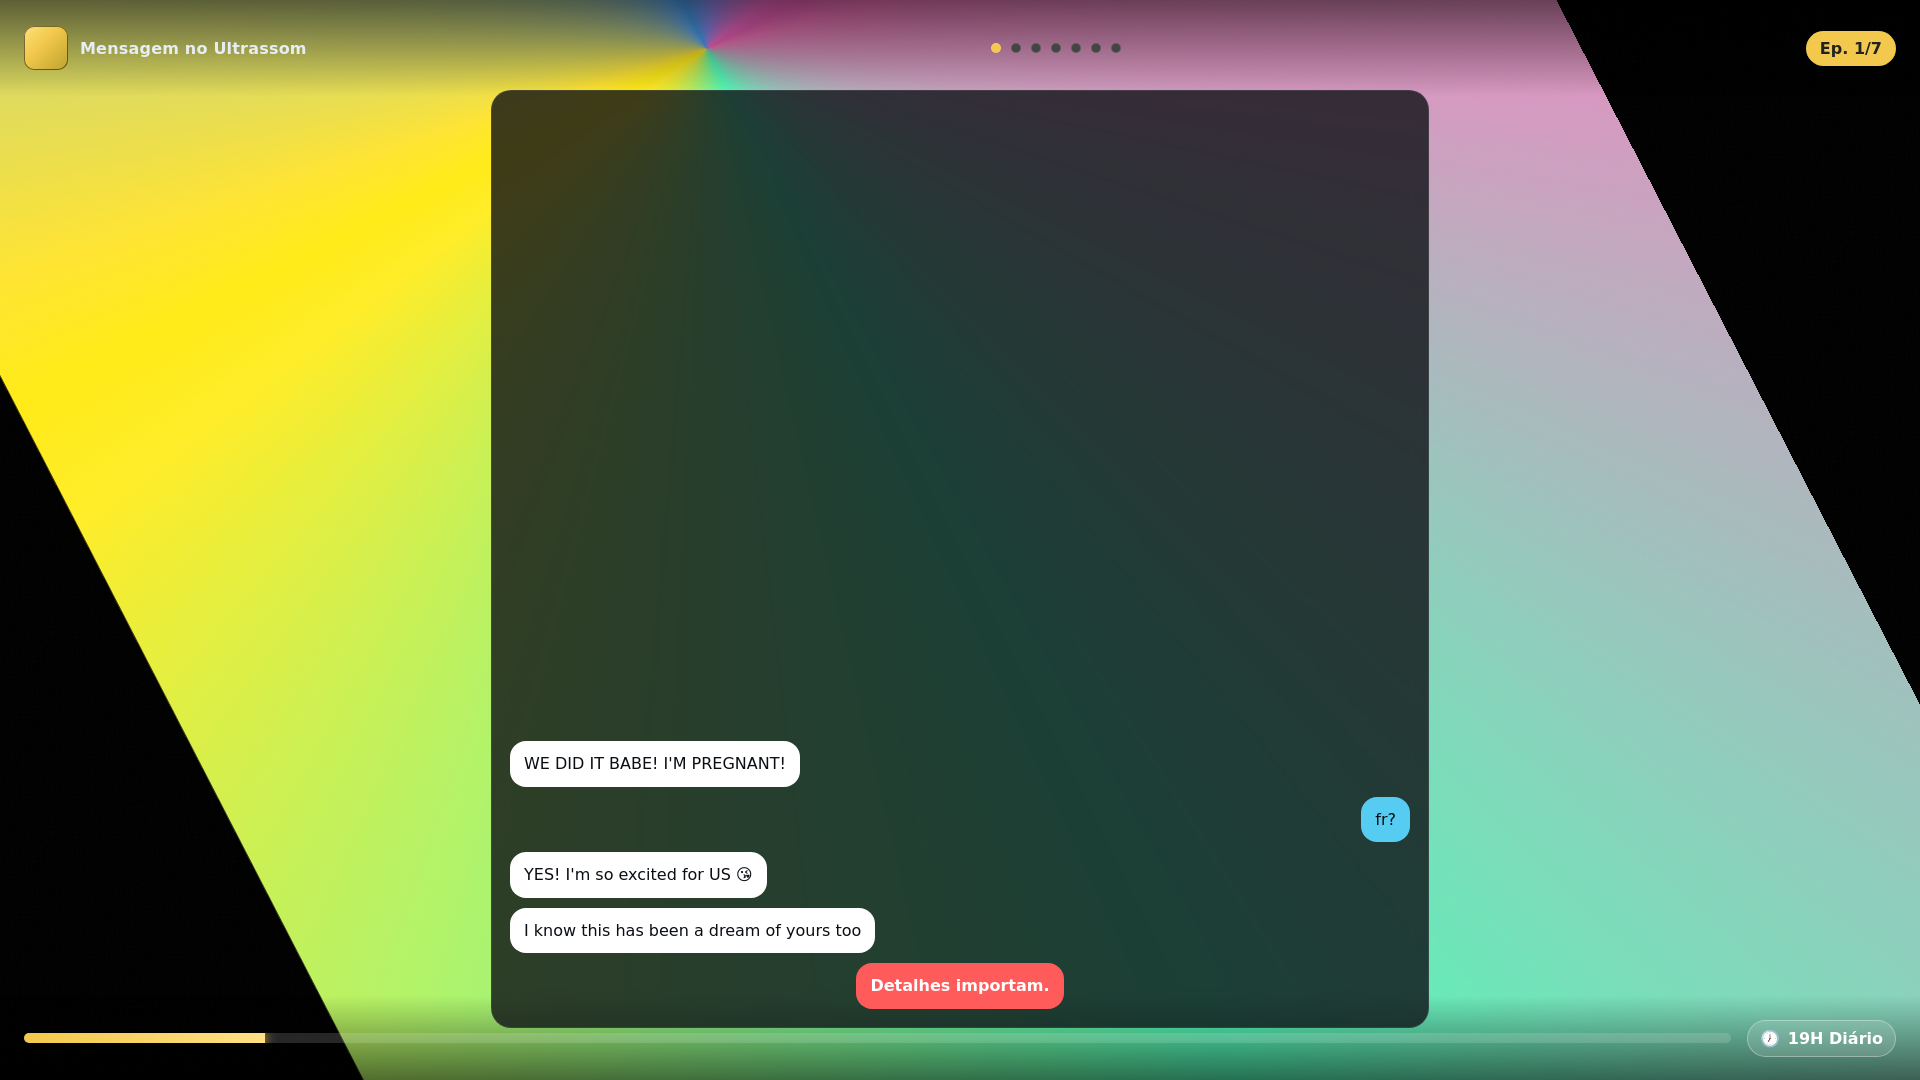 Mensagem no Ultrassom
Ep. 1/7
WE DID IT BABE! I'M PREGNANT!
fr?
YES! I'm so excited for US 😘
I know this has been a dream of yours too
Detalhes importam.
🕖 19H Diário